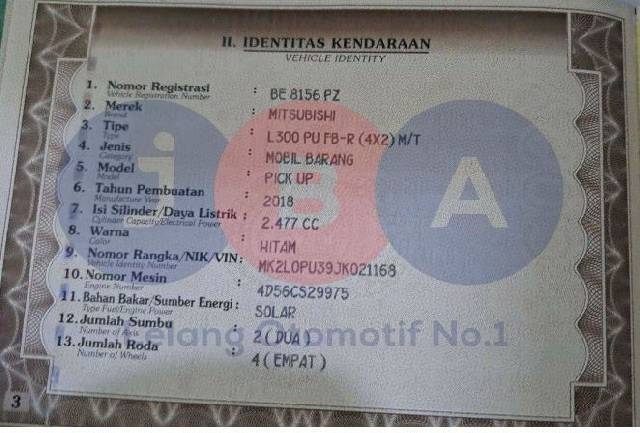 II. IDENTITAS KENDARAAN
VEHICLE IDENTITY
1. Nomor Registrasi : BE 8156 PZ
Vehicle Registration Number
2. Merek : MITSUBISHI
Brand
3. Tipe : L300 PU FB-R (4X2) M/T
Type
4. Jenis : MOBIL BARANG
Category
5. Model : PICK UP
Model
6. Tahun Pembuatan : 2018
Manufacture Year
7. Isi Silinder/Daya Listrik : 2.477 CC
Cylinder Capacity/Electrical Power
8. Warna : HITAM
Color
9. Nomor Rangka/NIK/VIN : MK2L0PU39JK021168
Vehicle Identity Number
10. Nomor Mesin : 4D56CS29975
Engine Number
11. Bahan Bakar/Sumber Energi : SOLAR
Type Fuel/Engine Power
12. Jumlah Sumbu : 2 ( DUA )
Number of Axis
13. Jumlah Roda : 4 ( EMPAT )
Number of Wheels
iBA
Lelang Otomotif No.1
3